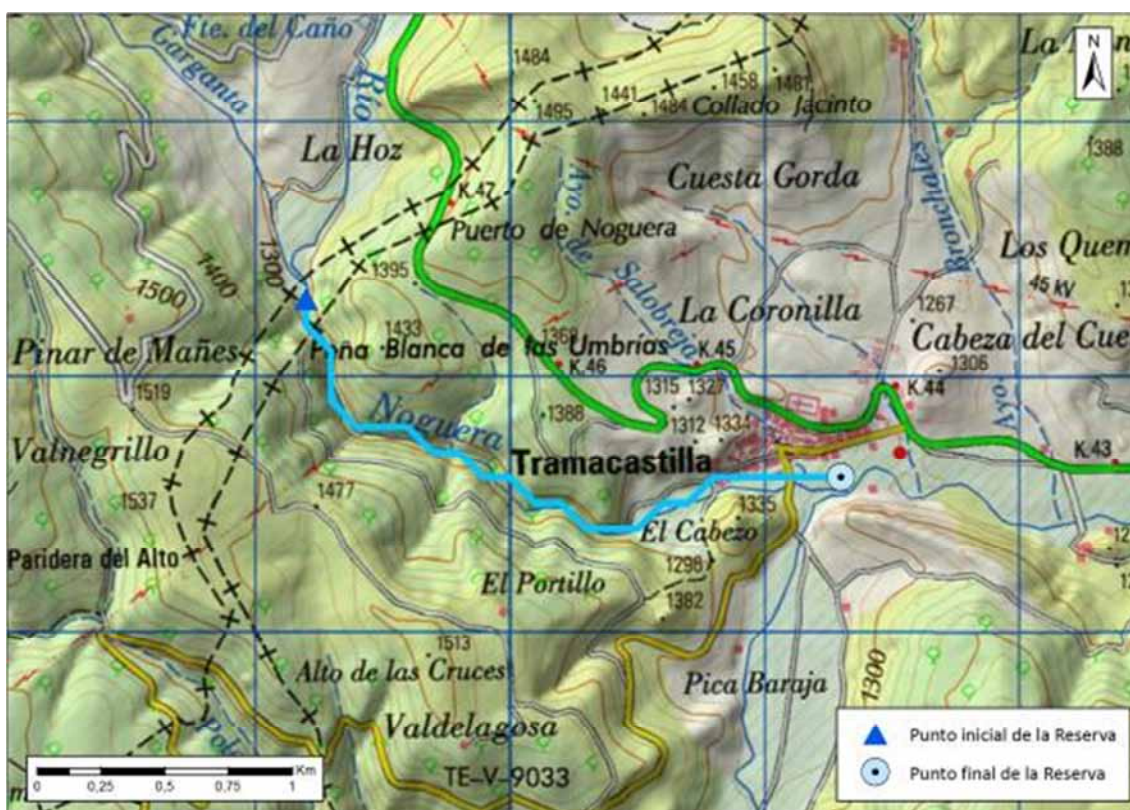 Fte. del Caño
Garganta
Río
1484
La
N
1495
1441
1458
1481
1484
Collado Jacinto
La Hoz
1388
K.47
Ayo. de
Cuesta Gorda
Bronchales
Puerto de Noguera
1300
1400
1500
1395
Salobreja
Los Quem
45 kV
La Coronilla
1267
1433
1368
Cabeza del Cue
Pinar de Mañes
Peña Blanca de las Umbrías
K.46
K.45
1306
1519
1315
1327
K.44
Noguera
1388
1312
1334
Ayo.
Valnegrillo
Tramacastilla
K.43
1477
1537
1335
El Cabezo
Paridera del Alto
El Portillo
1298
1382
1513
Alto de las Cruces
Pica Baraja
1300
Valdelagosa
Punto inicial de la Reserva
Punto final de la Reserva
TE-V-9033
Km
0 0,25 0,5 0,75 1